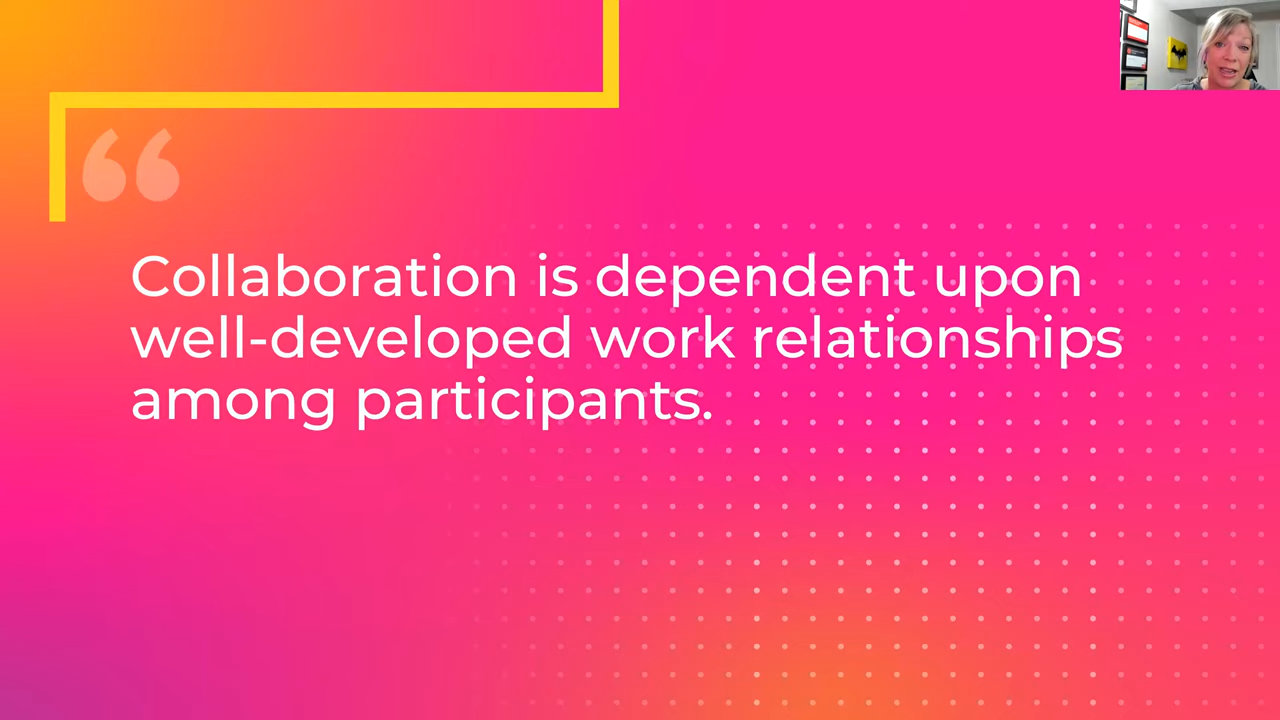 “
Collaboration is dependent upon
well-developed work relationships
among participants.